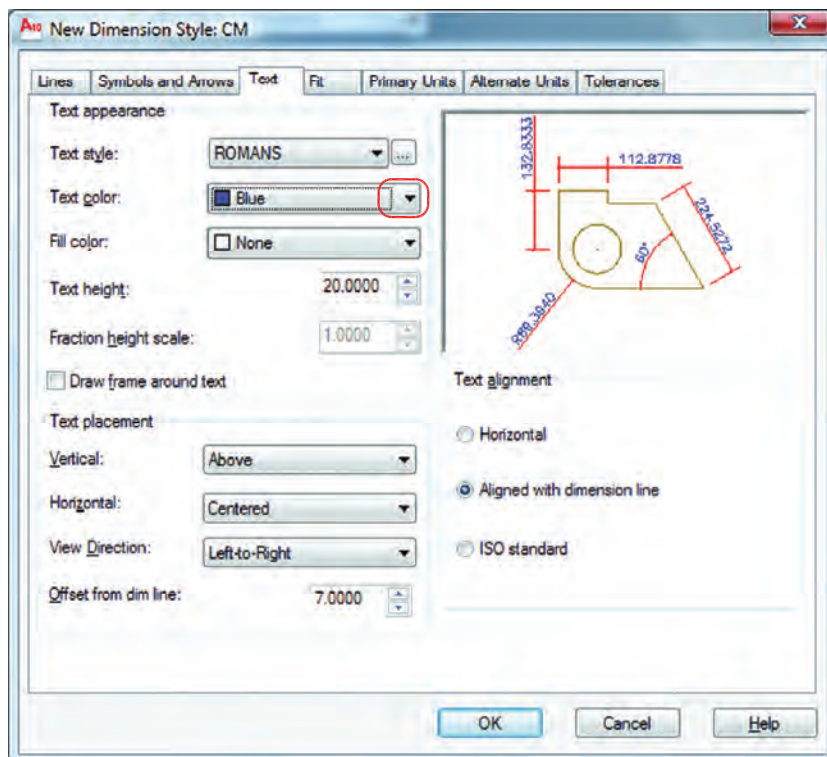 A10 New Dimension Style: CM
Lines Symbols and Arrows Text Fit Primary Units Alternate Units Tolerances
Text appearance
Text style: ROMANS ...
Text color: Blue
Fill color: None
Text height: 20.0000
Fraction height scale: 1.0000
Draw frame around text
Text placement
Vertical: Above
Horizontal: Centered
View Direction: Left-to-Right
Offset from dim line: 7.0000
132.8333
112.8778
224.5272
60°
R89.3940
Text alignment
Horizontal
Aligned with dimension line
ISO standard
OK Cancel Help